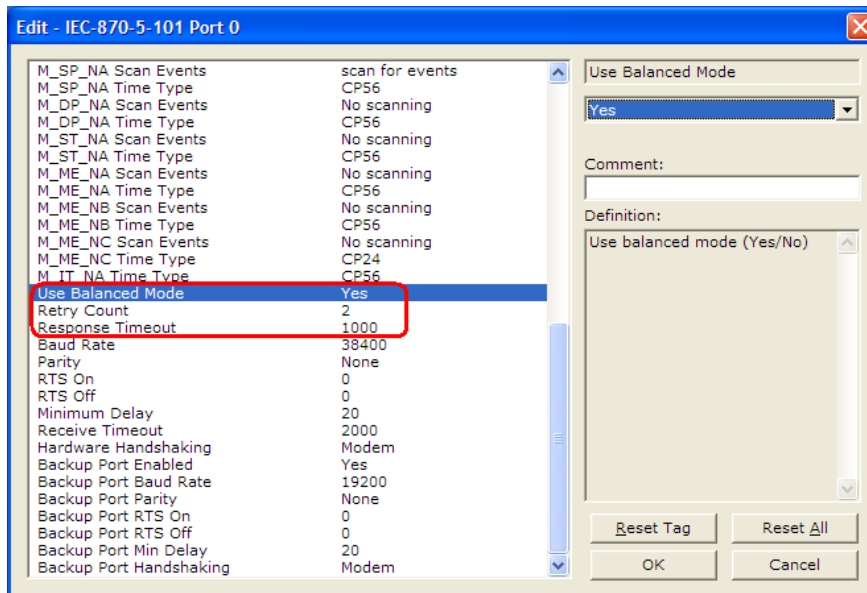 Edit - IEC-870-5-101 Port 0
M_SP_NA Scan Events scan for events
M_SP_NA Time Type CP56
M_DP_NA Scan Events No scanning
M_DP_NA Time Type CP56
M_ST_NA Scan Events No scanning
M_ST_NA Time Type CP56
M_ME_NA Scan Events No scanning
M_ME_NA Time Type CP56
M_ME_NB Scan Events No scanning
M_ME_NB Time Type CP56
M_ME_NC Scan Events No scanning
M_ME_NC Time Type CP24
M_IT_NA Time Type CP56
Use Balanced Mode Yes
Retry Count 2
Response Timeout 1000
Baud Rate 38400
Parity None
RTS On 0
RTS Off 0
Minimum Delay 20
Receive Timeout 2000
Hardware Handshaking Modem
Backup Port Enabled Yes
Backup Port Baud Rate 19200
Backup Port Parity None
Backup Port RTS On 0
Backup Port RTS Off 0
Backup Port Min Delay 20
Backup Port Handshaking Modem
Use Balanced Mode
Yes
Comment:
Definition:
Use balanced mode (Yes/No)
Reset Tag Reset All
OK Cancel